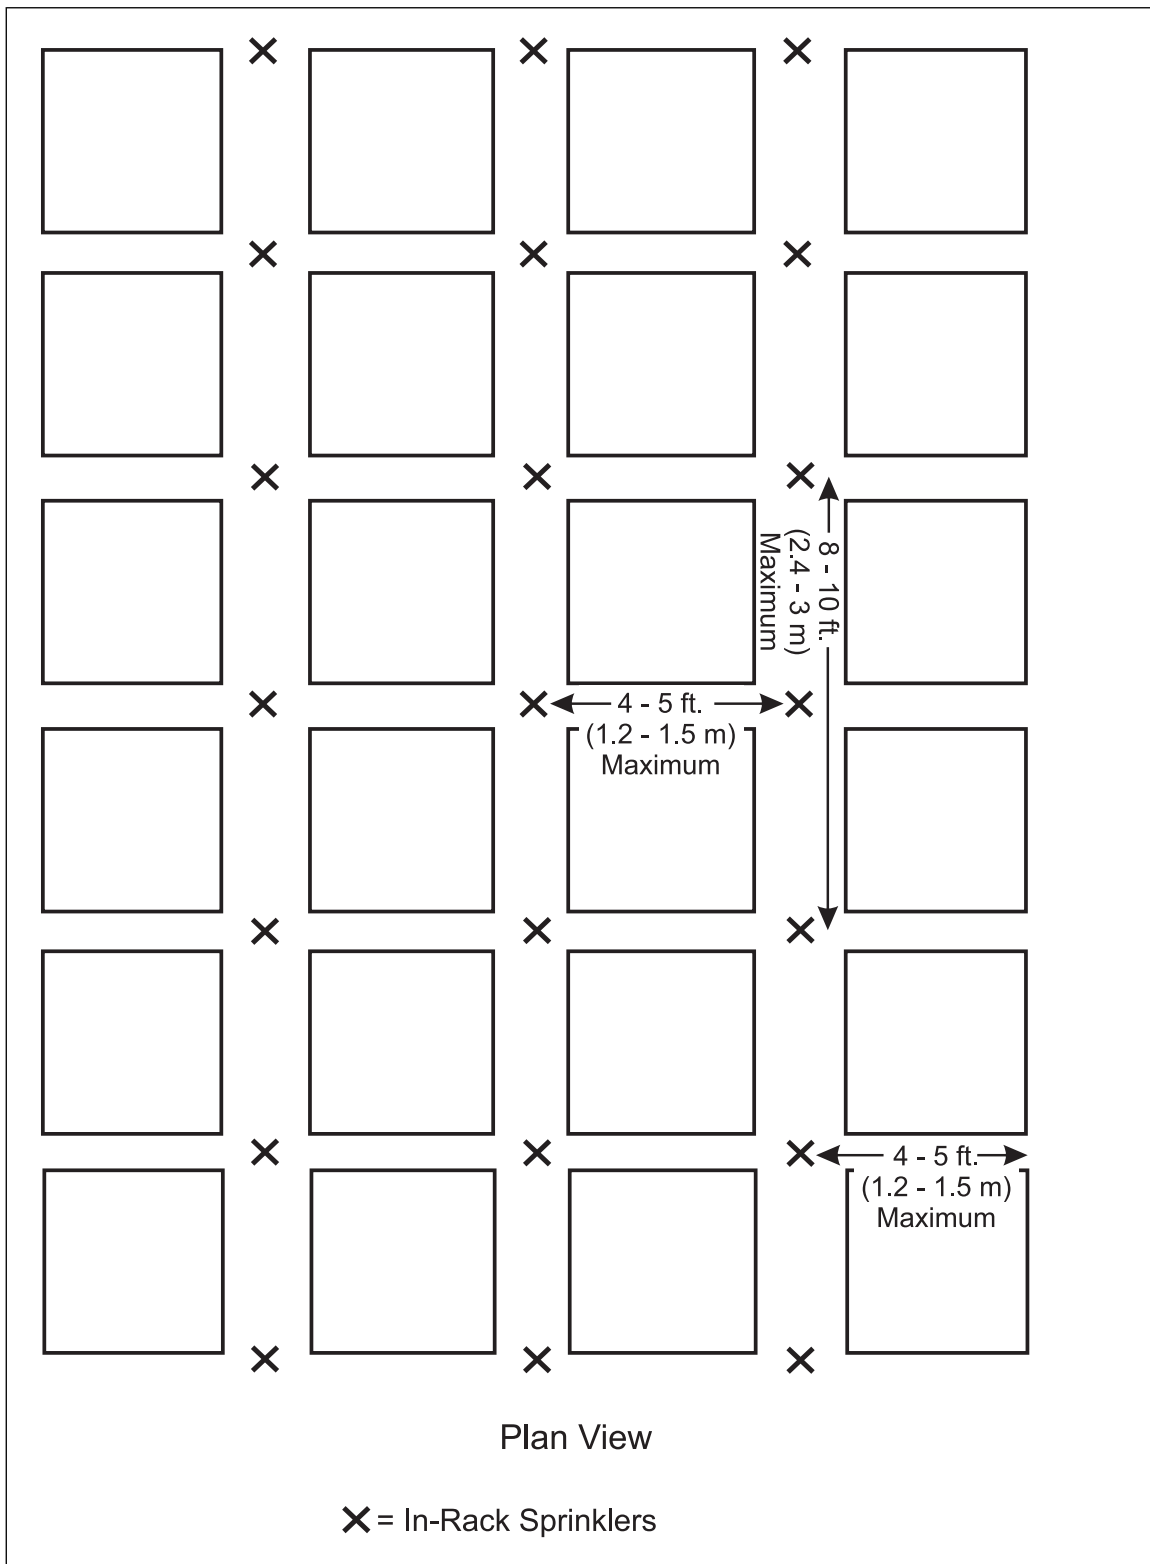 8 - 10 ft.
(2.4 - 3 m)
Maximum
4 - 5 ft.
(1.2 - 1.5 m)
Maximum
4 - 5 ft.
(1.2 - 1.5 m)
Maximum
Plan View
= In-Rack Sprinklers